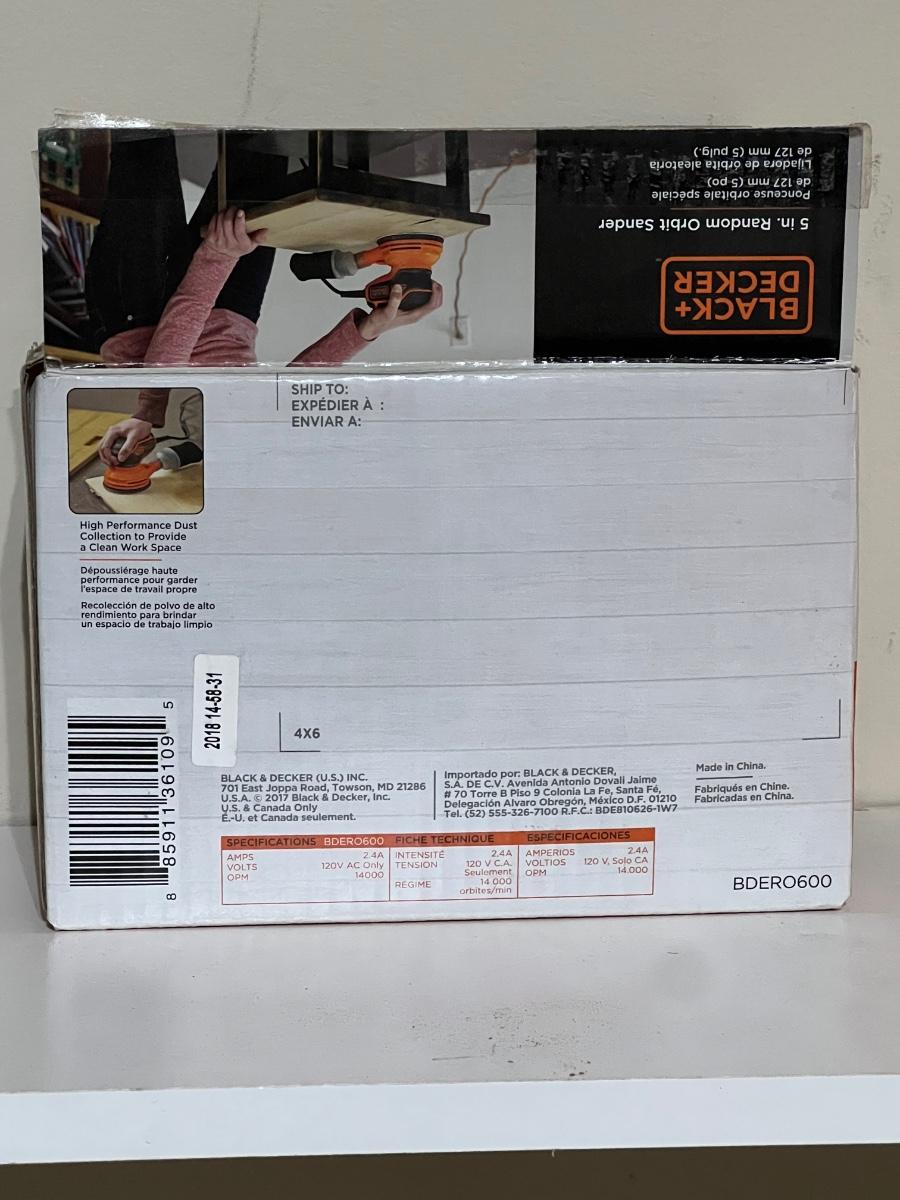 BLACK+
DECKER
5 in. Random Orbit Sander
Ponceuse orbitale spéciale
de 127 mm (5 po)
Lijadora de órbita aleatoria
de 127 mm (5 pulg.)
SHIP TO:
EXPÉDIER À :
ENVIAR A:
High Performance Dust
Collection to Provide
a Clean Work Space
Dépoussiérage haute
performance pour garder
l'espace de travail propre
Recolección de polvo de alto
rendimiento para brindar
un espacio de trabajo limpio
2018 14-58-31
4X6
8 85911 36109 5
BLACK & DECKER (U.S.) INC.
701 East Joppa Road, Towson, MD 21286
U.S.A. © 2017 Black & Decker, Inc.
U.S. & Canada Only
É.-U. et Canada seulement.
Importado por: BLACK & DECKER,
S.A. DE C.V. Avenida Antonio Dovali Jaime
# 70 Torre B Piso 9 Colonia La Fe, Santa Fé,
Delegación Alvaro Obregón, México D.F. 01210
Tel. (52) 555-326-7100 R.F.C.: BDE810626-1W7
Made in China.
Fabriqués en Chine.
Fabricadas en China.
SPECIFICATIONS BDERO600
AMPS 2.4A
VOLTS 120V AC Only
OPM 14000
FICHE TECHNIQUE
INTENSITÉ 2.4A
TENSION 120 V C.A.
Seulement
RÉGIME 14 000
orbites/min
ESPECIFICACIONES
AMPERIOS 2.4A
VOLTIOS 120 V, Solo CA
OPM 14.000
BDERO600